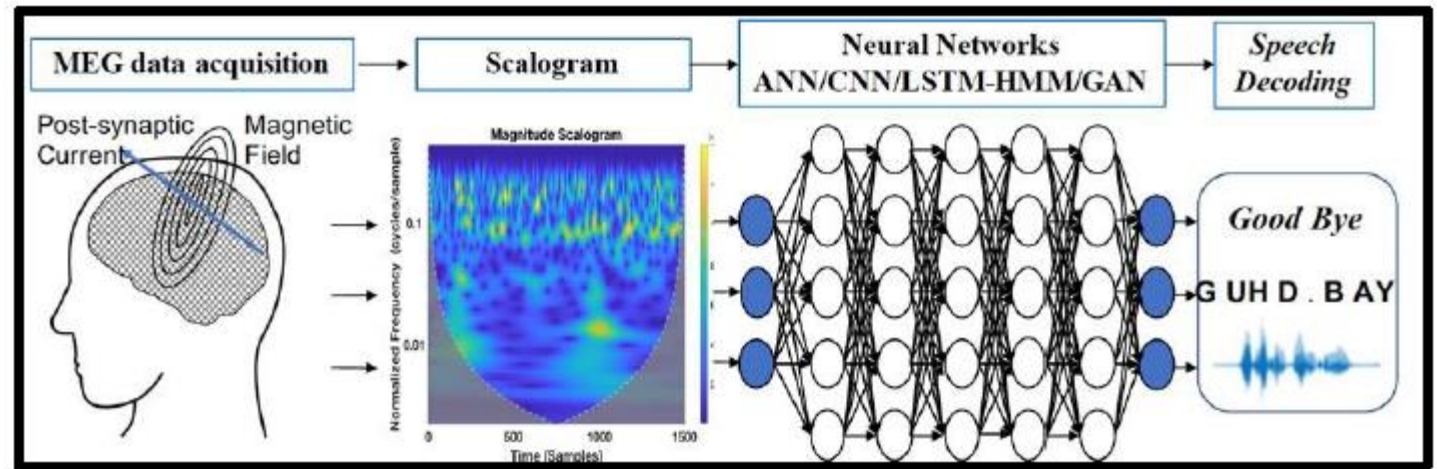 MEG data acquisition
Scalogram
Neural Networks
ANN/CNN/LSTM-HMM/GAN
Speech
Decoding
Post-synaptic
Current
Magnetic
Field
Magnitude Scalogram
Normalized Frequency (cycles/sample)
0.1
0.01
0
500
1000
1500
Time (Samples)
Good Bye
G UH D . B AY